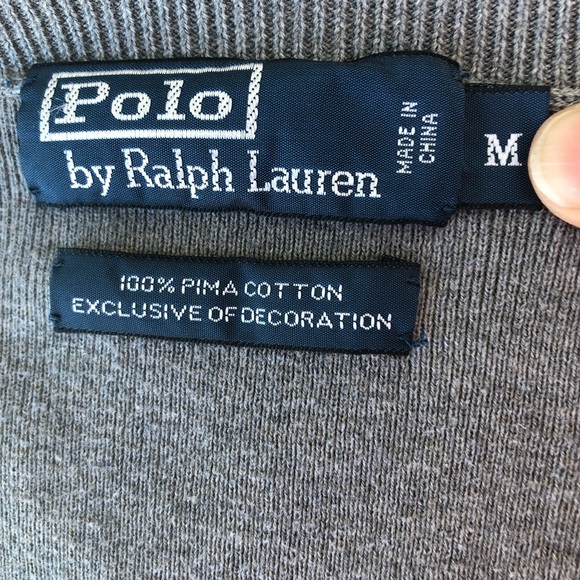 Polo
by Ralph Lauren
MADE IN
CHINA
M
100% PIMA COTTON
EXCLUSIVE OF DECORATION